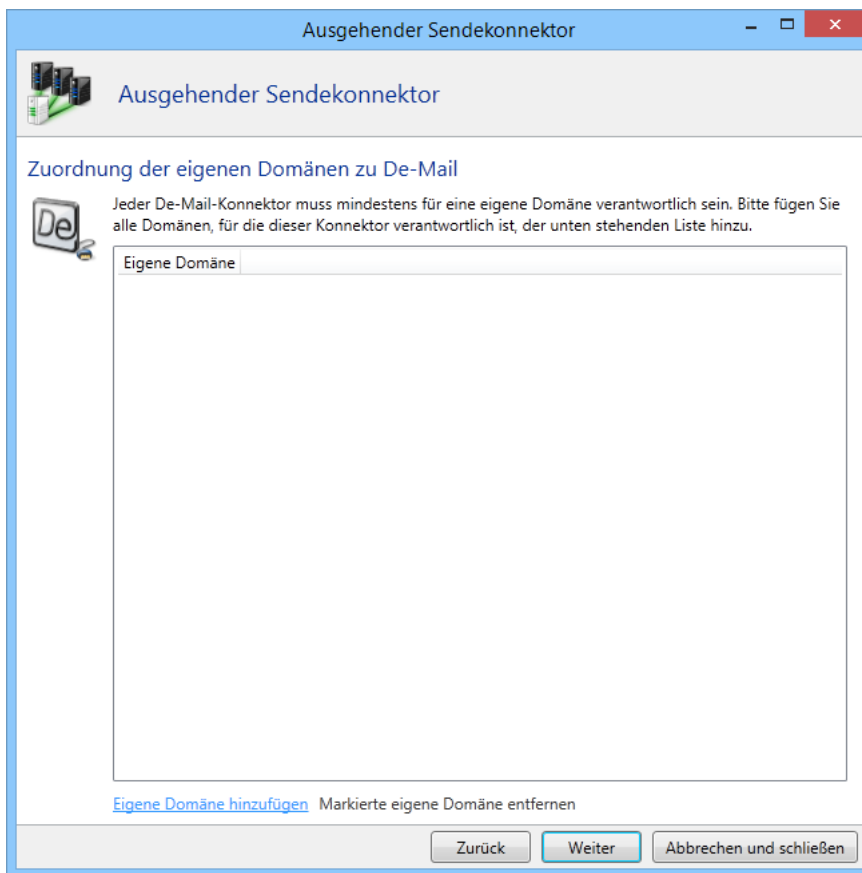 Ausgehender Sendekonnektor
Ausgehender Sendekonnektor
Zuordnung der eigenen Domänen zu De-Mail
De
Jeder De-Mail-Konnektor muss mindestens für eine eigene Domäne verantwortlich sein. Bitte fügen Sie
alle Domänen, für die dieser Konnektor verantwortlich ist, der unten stehenden Liste hinzu.
Eigene Domäne
Eigene Domäne hinzufügen Markierte eigene Domäne entfernen
Zurück Weiter Abbrechen und schließen